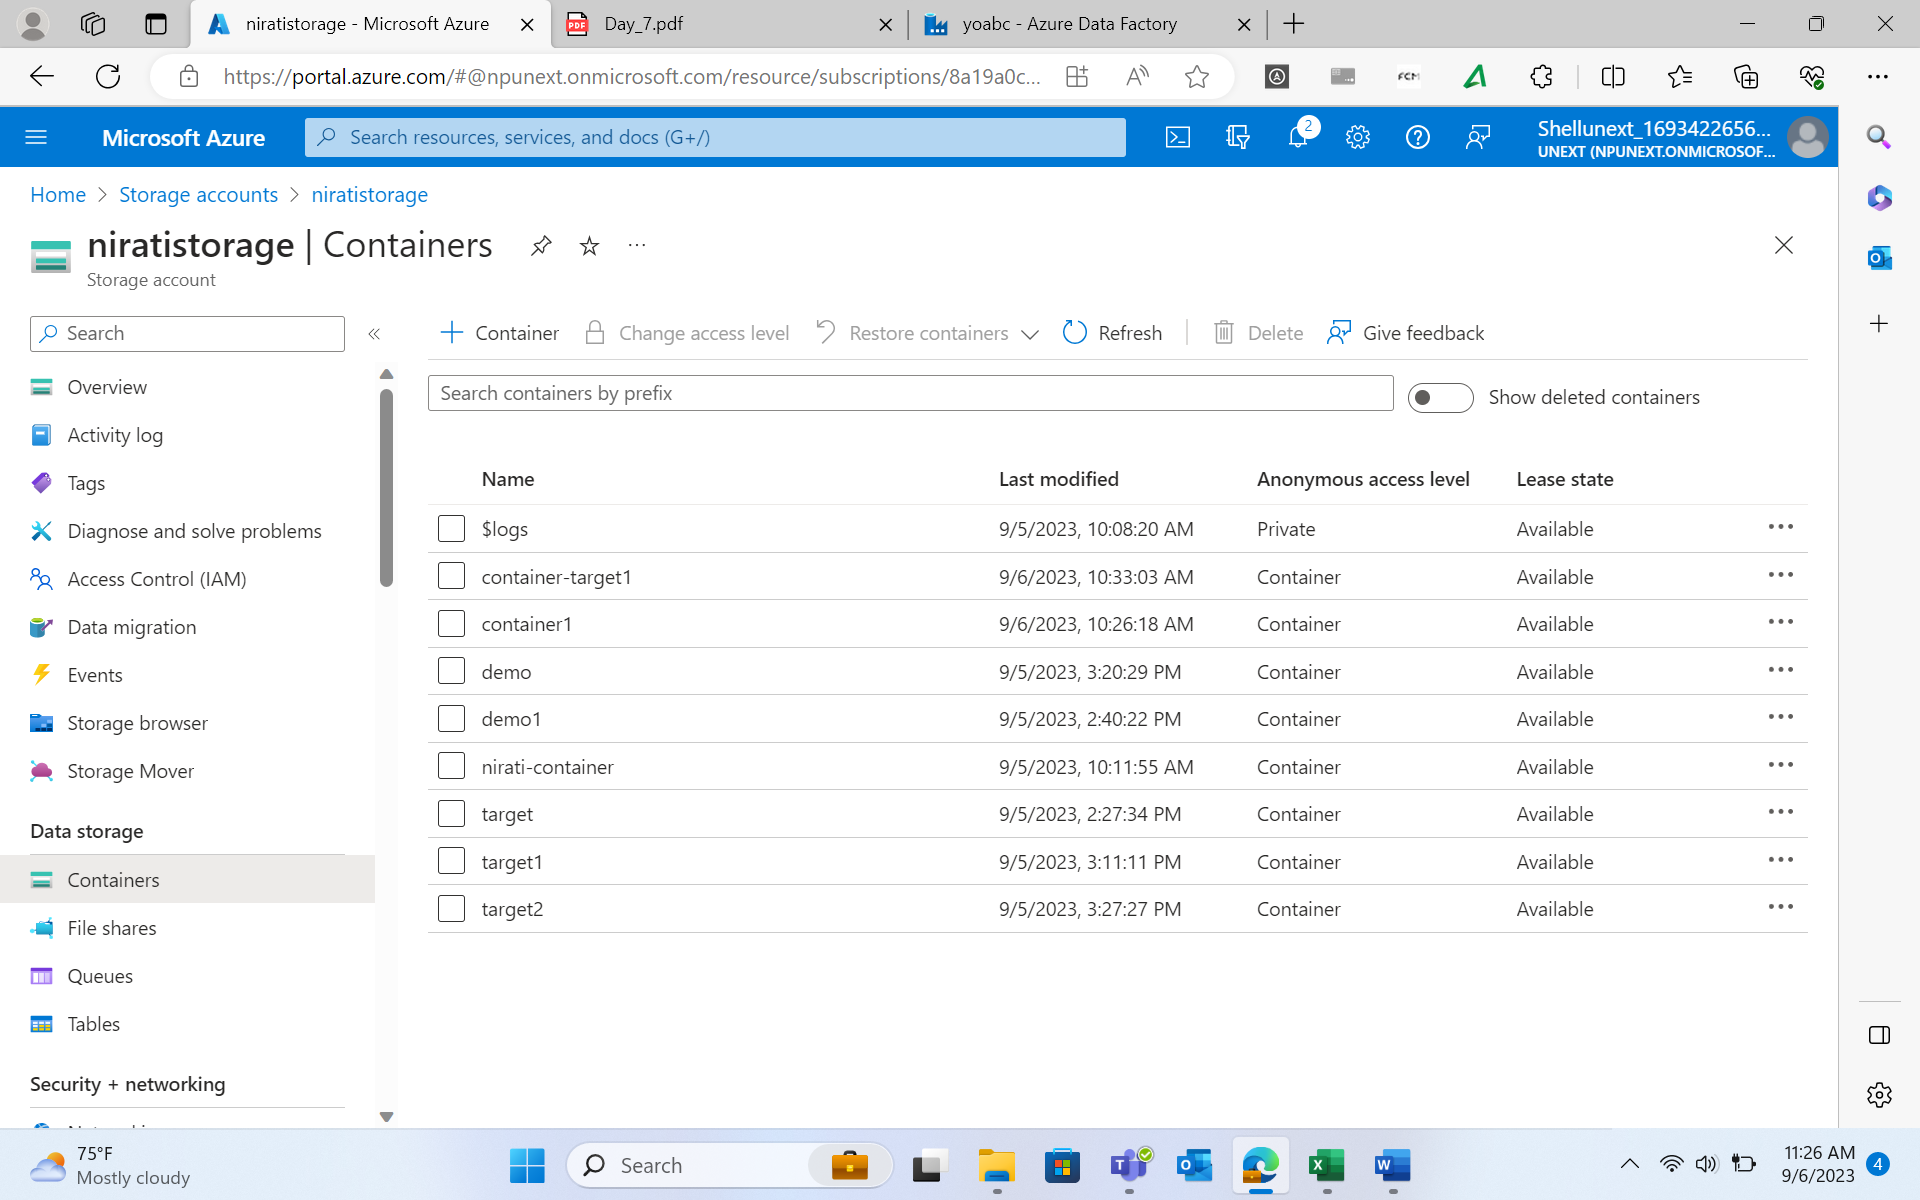 niratistorage - Microsoft Azure
Day_7.pdf
yoabc - Azure Data Factory
https://portal.azure.com/#@npunext.onmicrosoft.com/resource/subscriptions/8a19a0c...
FCM
Microsoft Azure
Search resources, services, and docs (G+/)
2
Shellunext_1693422656...
UNEXT (NPUNEXT.ONMICROSOF...
Home > Storage accounts > niratistorage
niratistorage | Containers
Storage account
Search
Container
Change access level
Restore containers
Refresh
Delete
Give feedback
Search containers by prefix
Show deleted containers
Overview
Activity log
Tags
Diagnose and solve problems
Access Control (IAM)
Data migration
Events
Storage browser
Storage Mover
Data storage
Containers
File shares
Queues
Tables
Security + networking
Name Last modified Anonymous access level Lease state
$logs 9/5/2023, 10:08:20 AM Private Available
container-target1 9/6/2023, 10:33:03 AM Container Available
container1 9/6/2023, 10:26:18 AM Container Available
demo 9/5/2023, 3:20:29 PM Container Available
demo1 9/5/2023, 2:40:22 PM Container Available
nirati-container 9/5/2023, 10:11:55 AM Container Available
target 9/5/2023, 2:27:34 PM Container Available
target1 9/5/2023, 3:11:11 PM Container Available
target2 9/5/2023, 3:27:27 PM Container Available
75°F
Mostly cloudy
Search
11:26 AM
9/6/2023
4